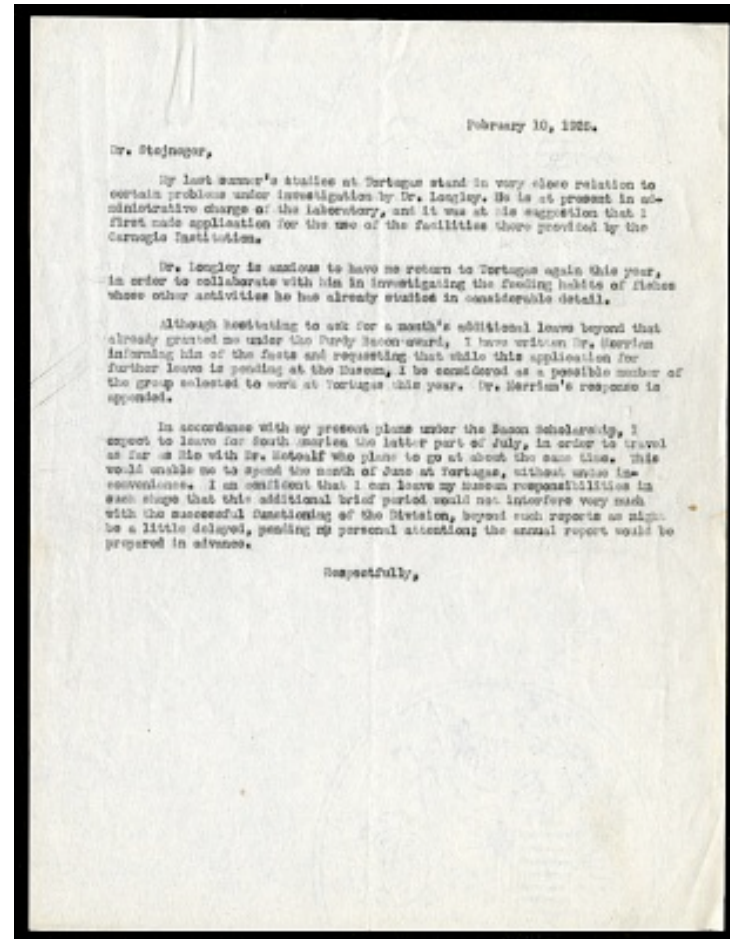 February 10, 1925.
Dr. Stejneger,
My last summer's studies at Tortugas stand in very close relation to
certain problems under investigation by Dr. Longley. He is at present in ad-
ministrative charge of the laboratory, and it was at his suggestion that I
first made application for the use of the facilities there provided by the
Carnegie Institution.
Dr. Longley is anxious to have me return to Tortugas again this year,
in order to collaborate with him in investigating the feeding habits of fishes
whose other activities he has already studied in considerable detail.
Although hesitating to ask for a month's additional leave beyond that
already granted me under the Purdy Bacon award, I have written Dr. Merriam
informing him of the facts and requesting that while this application for
further leave is pending at the Museum, I be considered as a possible member of
the group selected to work at Tortugas this year. Dr. Merriam's response is
appended.
In accordance with my present plans under the Bacon Scholarship, I
expect to leave for South America the latter part of July, in order to travel
as far as Rio with Dr. Metcalf who plans to go at about the same time. This
would enable me to spend the month of June at Tortugas, without undue in-
convenience. I am confident that I can leave my museum responsibilities in
such shape that this additional brief period would not interfere very much
with the successful functioning of the Division, beyond such reports as might
be a little delayed, pending my personal attention; the annual report would be
prepared in advance.
Respectfully,